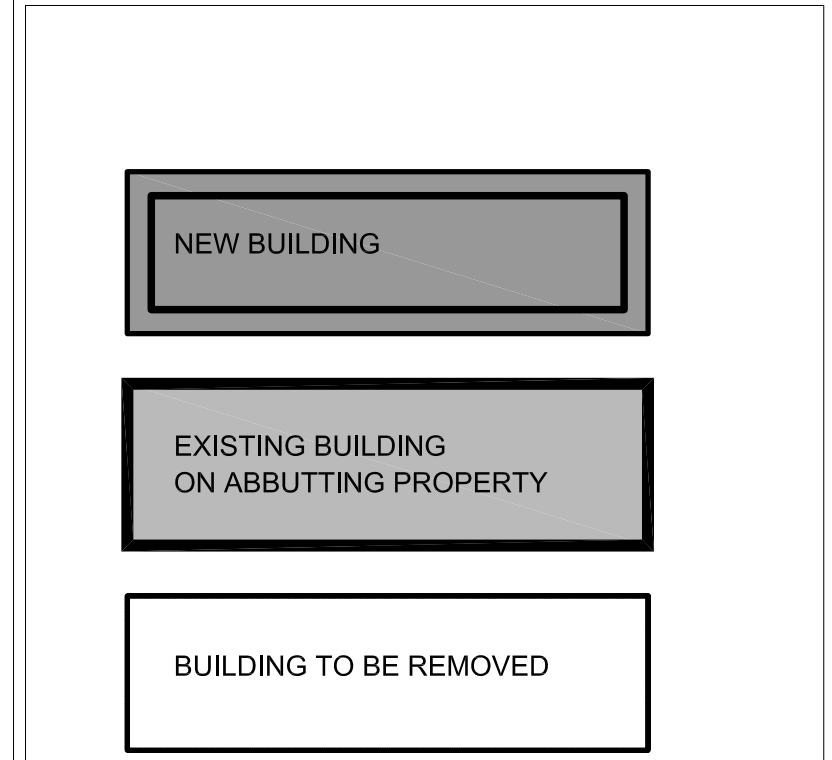 NEW BUILDING
EXISTING BUILDING
ON ABBUTTING PROPERTY
BUILDING TO BE REMOVED